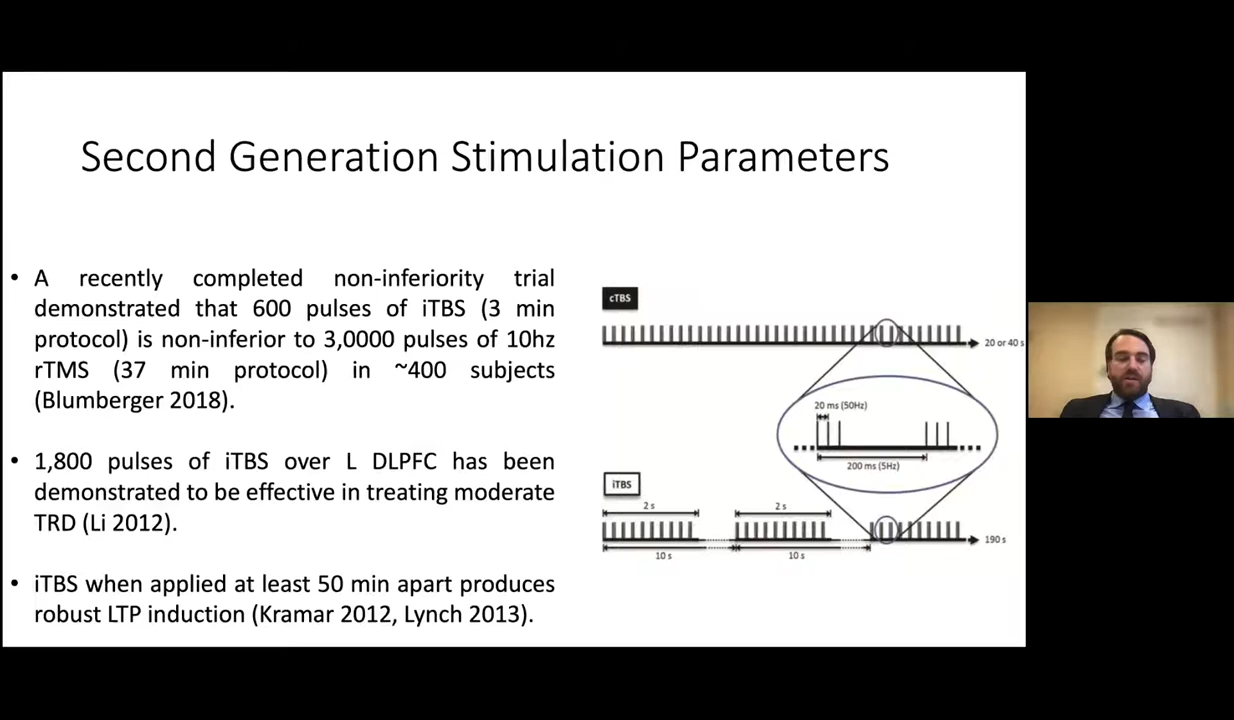 Second Generation Stimulation Parameters
• A recently completed non-inferiority trial
demonstrated that 600 pulses of iTBS (3 min
protocol) is non-inferior to 3,0000 pulses of 10hz
rTMS (37 min protocol) in ~400 subjects
(Blumberger 2018).
• 1,800 pulses of iTBS over L DLPFC has been
demonstrated to be effective in treating moderate
TRD (Li 2012).
• iTBS when applied at least 50 min apart produces
robust LTP induction (Kramar 2012, Lynch 2013).
cTBS
20 or 40 s
20 ms (50Hz)
200 ms (5Hz)
iTBS
2 s
2 s
190 s
10 s
10 s